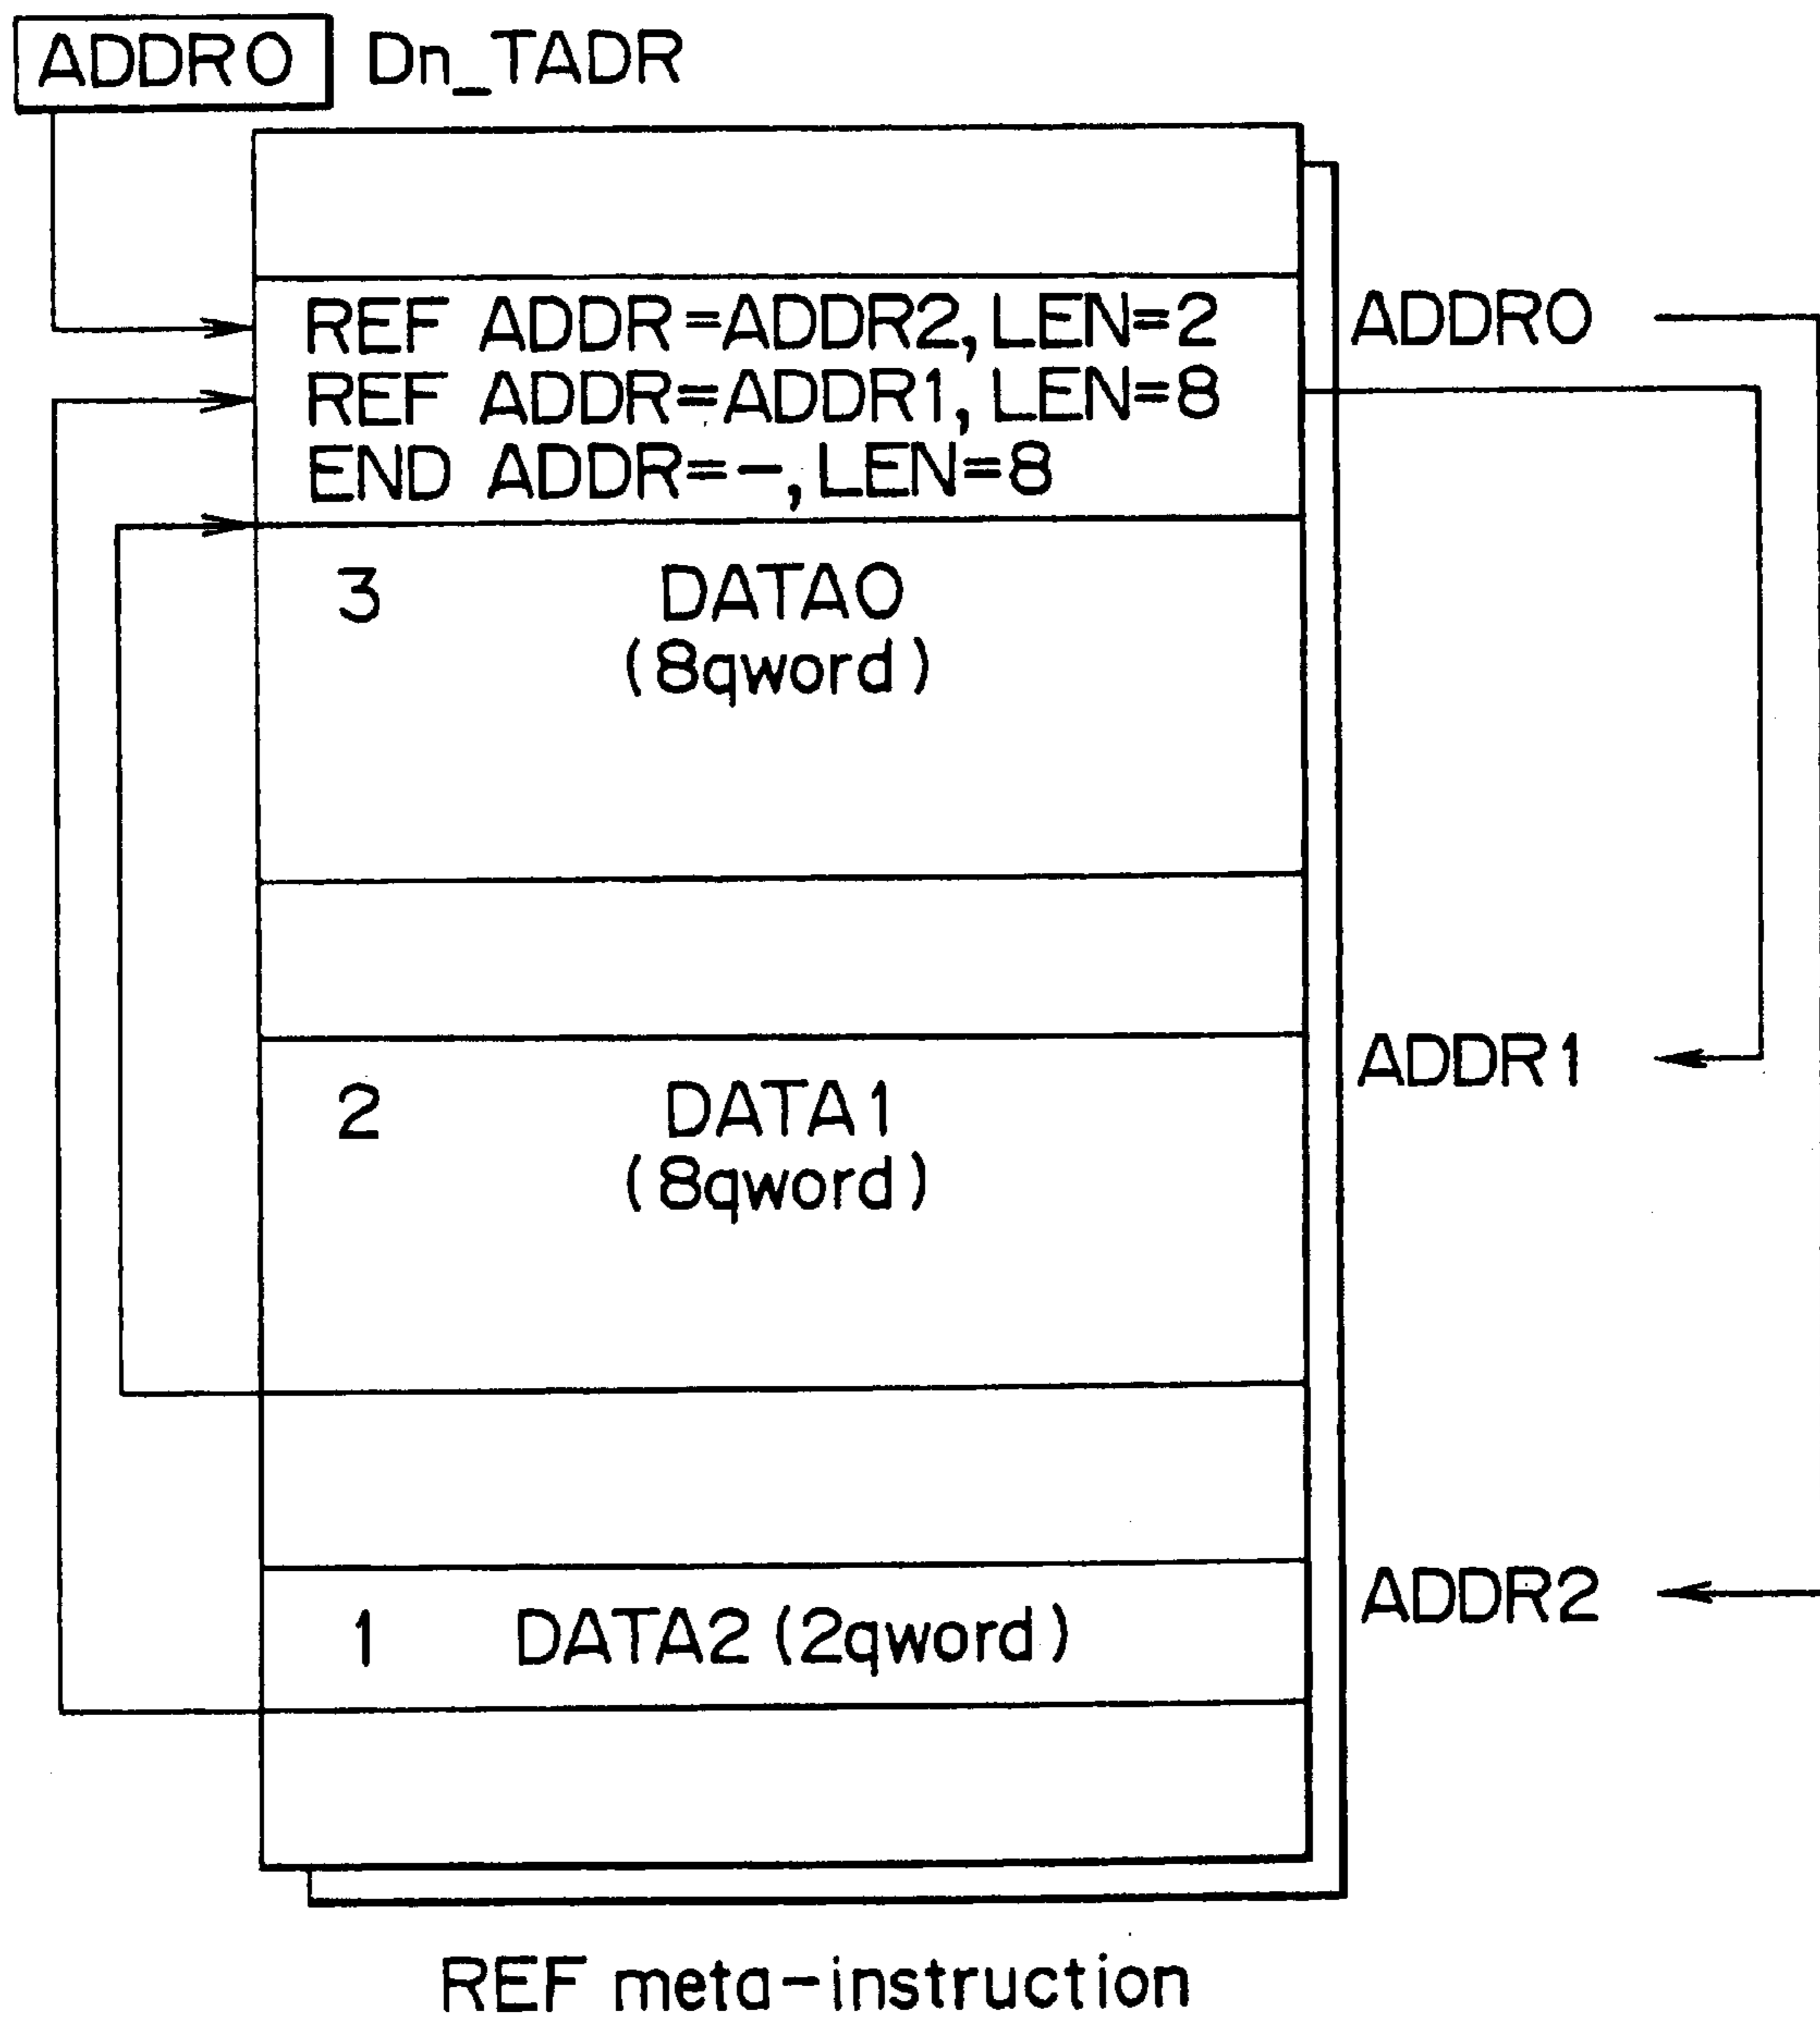 ADDR0 Dn_TADR
REF ADDR=ADDR2,LEN=2 ADDR0
REF ADDR=ADDR1,LEN=8
END ADDR=-,LEN=8
3 DATA0
(8qword)
ADDR1
2 DATA1
(8qword)
ADDR2
1 DATA2 (2qword)
REF meta-instruction